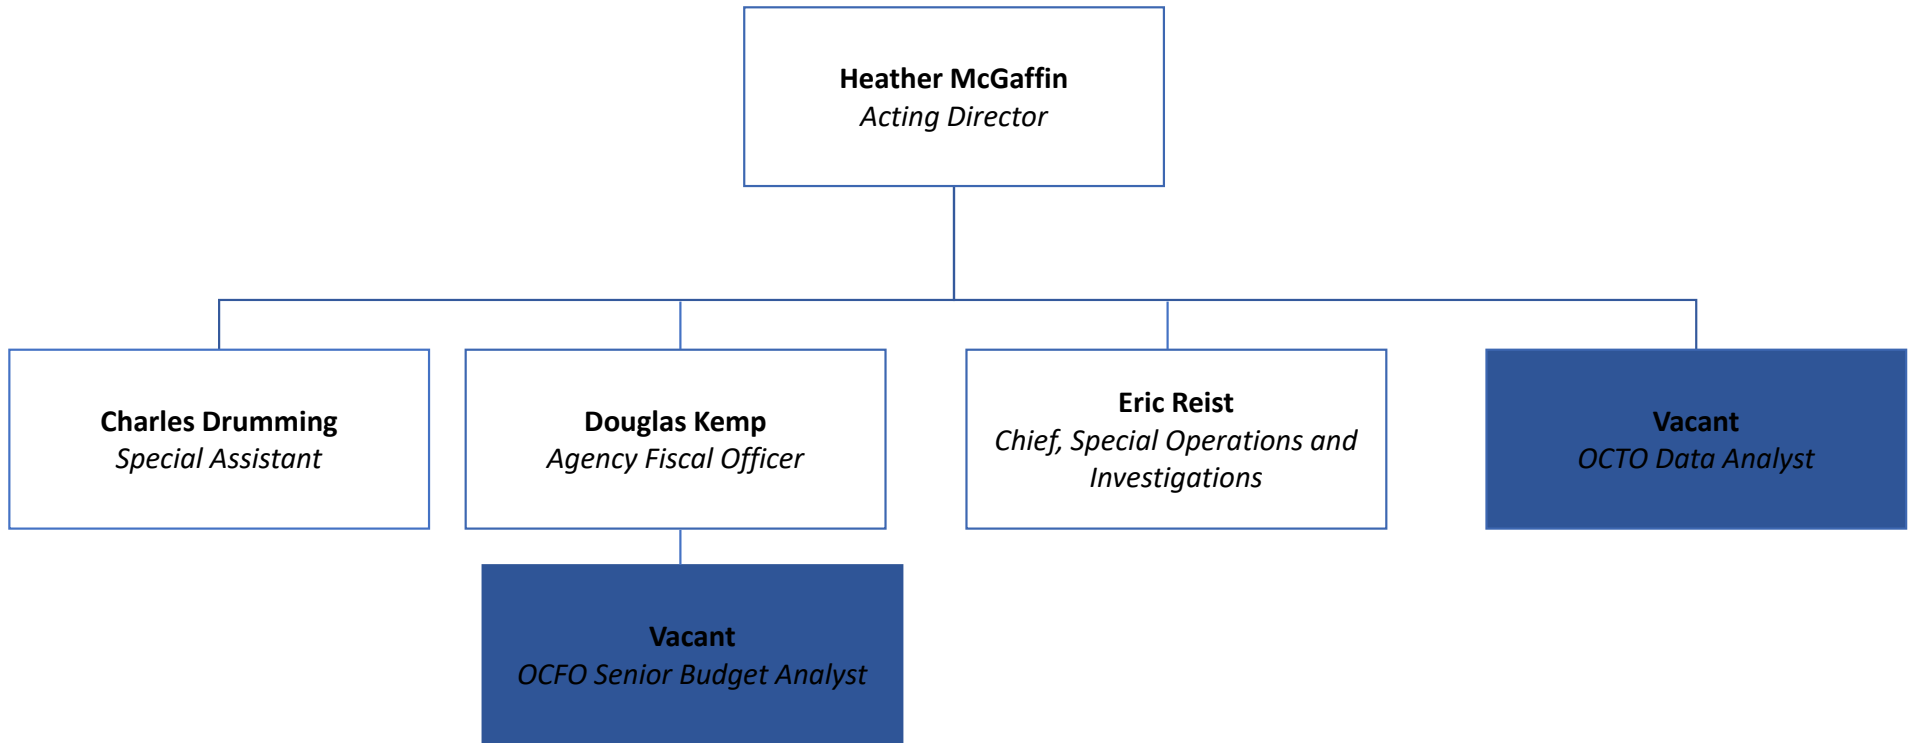 Heather McGaffin
Acting Director
Charles Drumming
Special Assistant
Douglas Kemp
Agency Fiscal Officer
Eric Reist
Chief, Special Operations and
Investigations
Vacant
OCTO Data Analyst
Vacant
OCFO Senior Budget Analyst